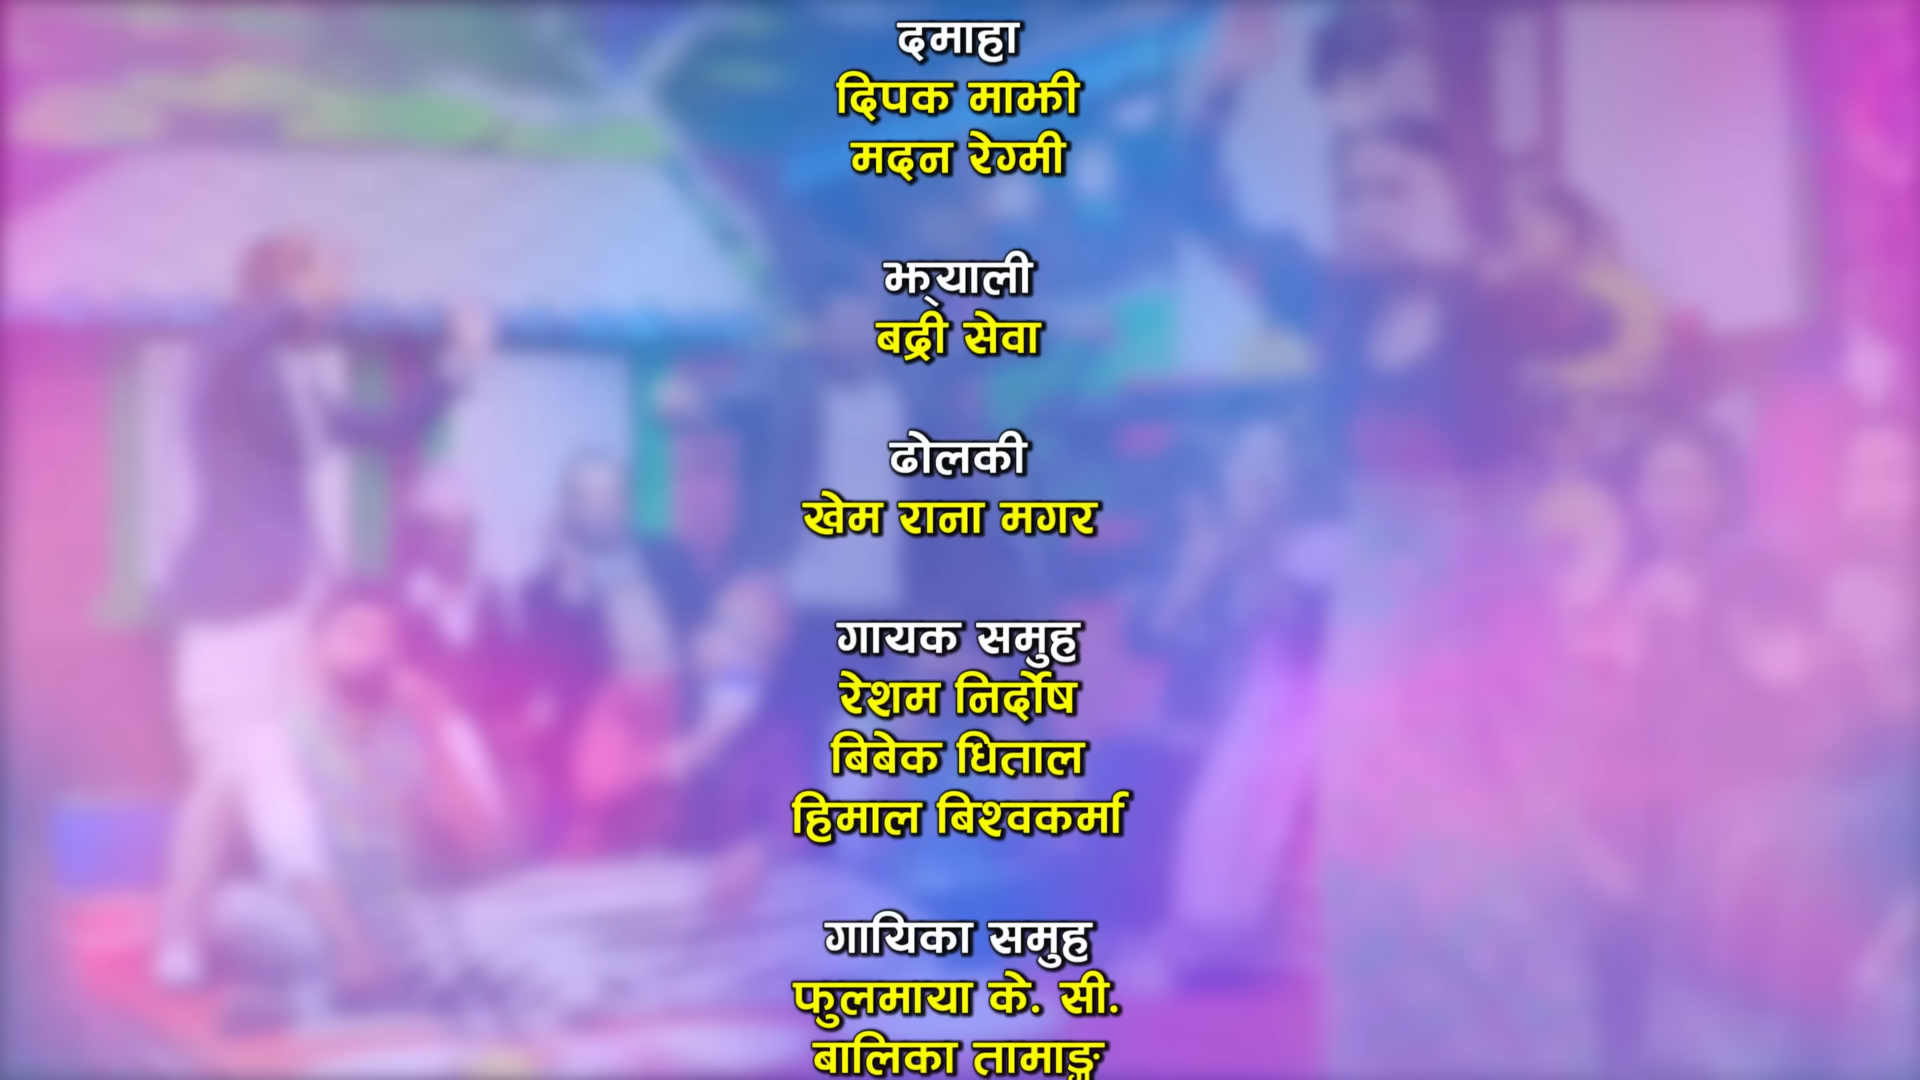 दमाहा
दिपक माझी
मदन रेग्मी
झ्याली
बद्री सेवा
ढोलकी
खेम राना मगर
गायक समुह
रेशम निर्दोष
बिबेक धिताल
हिमाल बिश्वकर्मा
गायिका समुह
फुलमाया के. सी.
बालिका तामाङ्ग